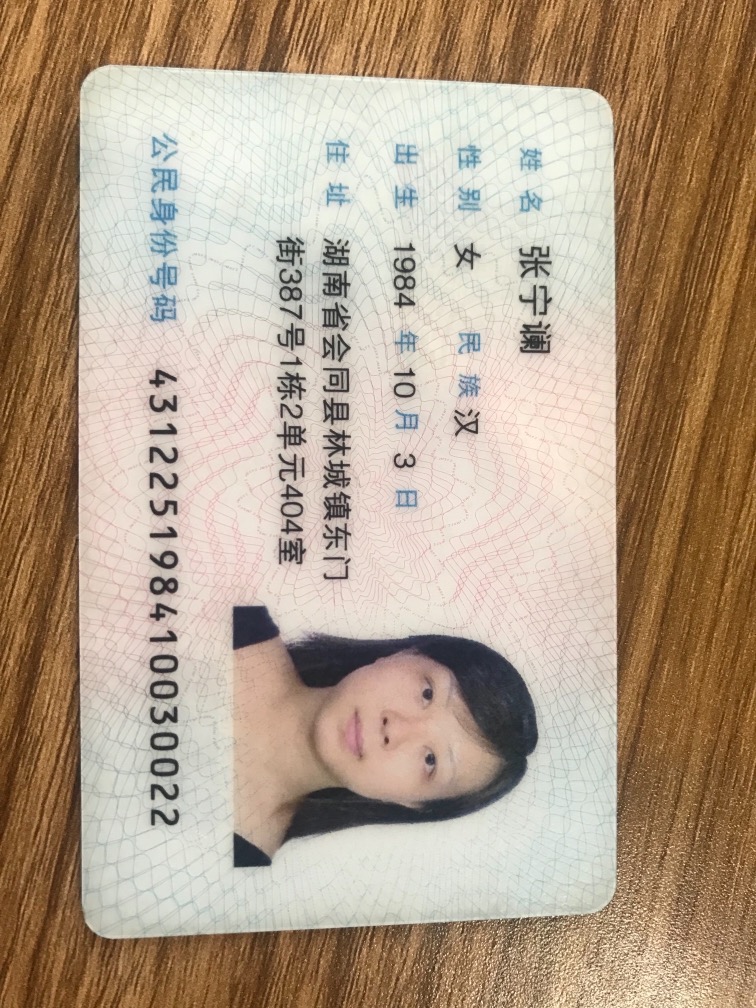 姓名 张宁谰
性别 女 民族 汉
出生 1984 年 10 月 3 日
住址 湖南省会同县林城镇东门
街387号1栋2单元404室
公民身份号码 431225198410030022